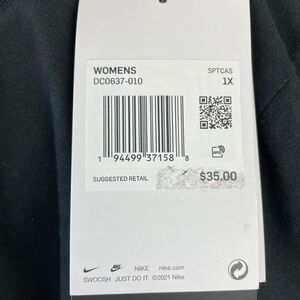 WOMENS SPTCAS
DC0637-010 1X
1 94499 37158 8
SUGGESTED RETAIL $35.00
NIKE nike.com
SWOOSH JUST DO IT ©2021 Nike